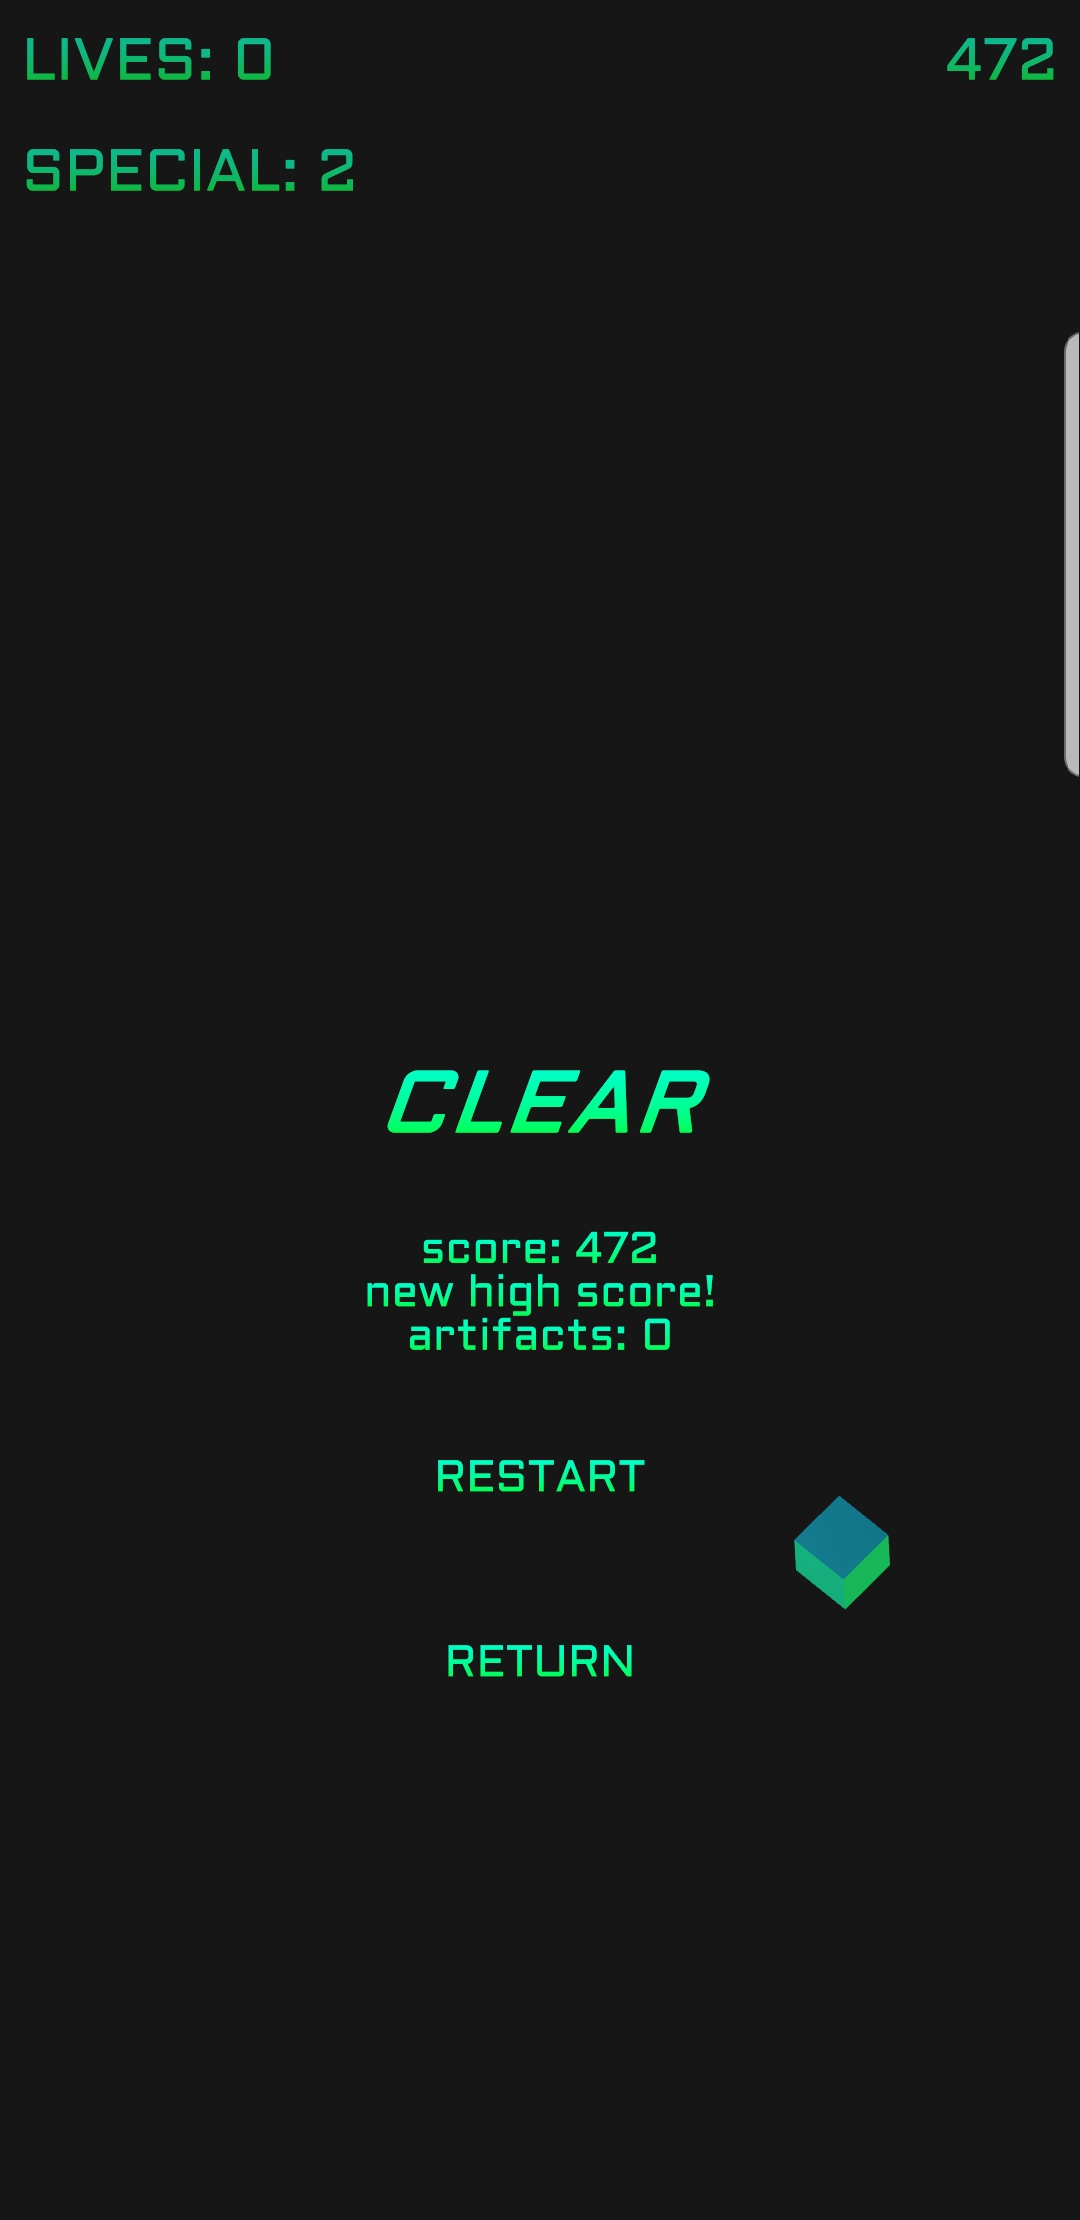 LIVES: 0
472
SPECIAL: 2
CLEAR
score: 472
new high score!
artifacts: 0
RESTART
RETURN